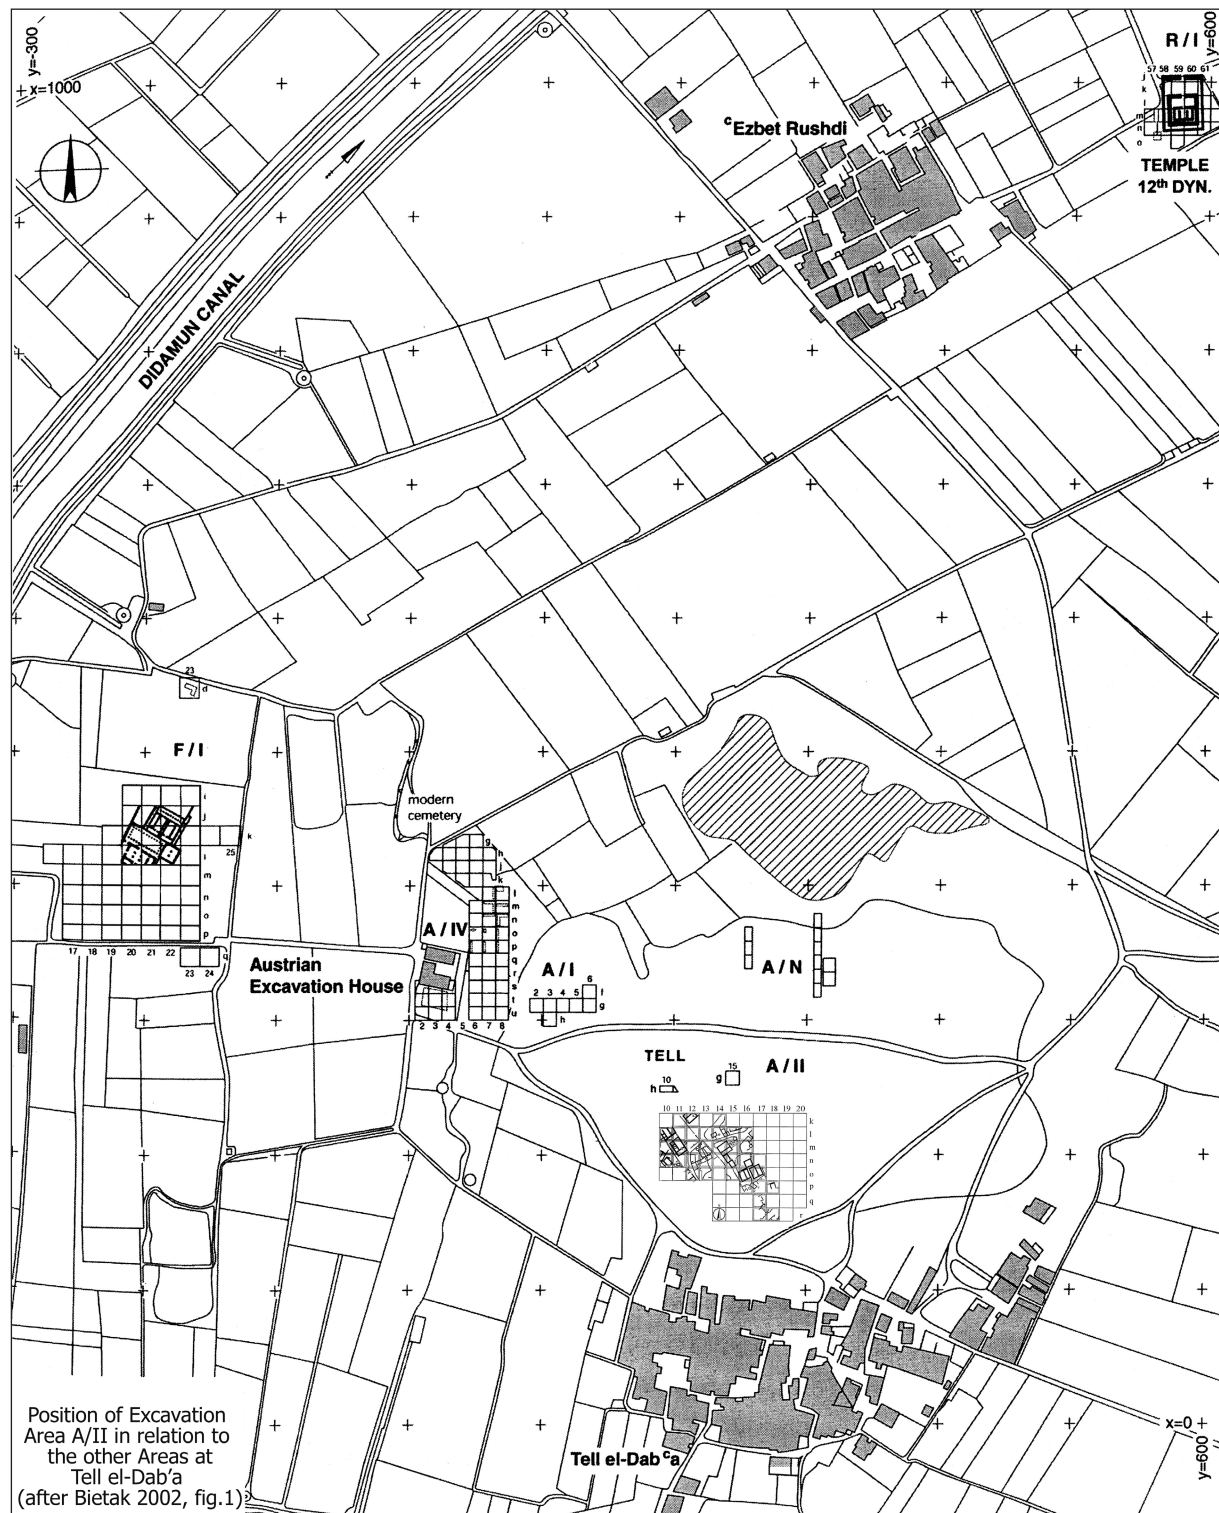 y=-300
x=1000
y=600
R / I
57 58 59 60 61
j
k
m
n
o
TEMPLE
12th DYN.
cEzbet Rushdi
DIDAMUN CANAL
23
d
F / I
i
j
k
25
l
m
n
o
p
17 18 19 20 21 22
q
23 24
modern
cemetery
g
h
j
k
l
m
n
o
p
q
r
s
t
u
A / IV
Austrian
Excavation House
2 3 4 5 6 7 8
A / I
6
2 3 4 5 f
g
h
A / N
TELL
A / II
15
g
10
h
10 11 12 13 14 15 16 17 18 19 20
k
l
m
n
o
p
q
r
Tell el-Dab ca
x=0
y=600
Position of Excavation
Area A/II in relation to
the other Areas at
Tell el-Dab'a
(after Bietak 2002, fig.1)